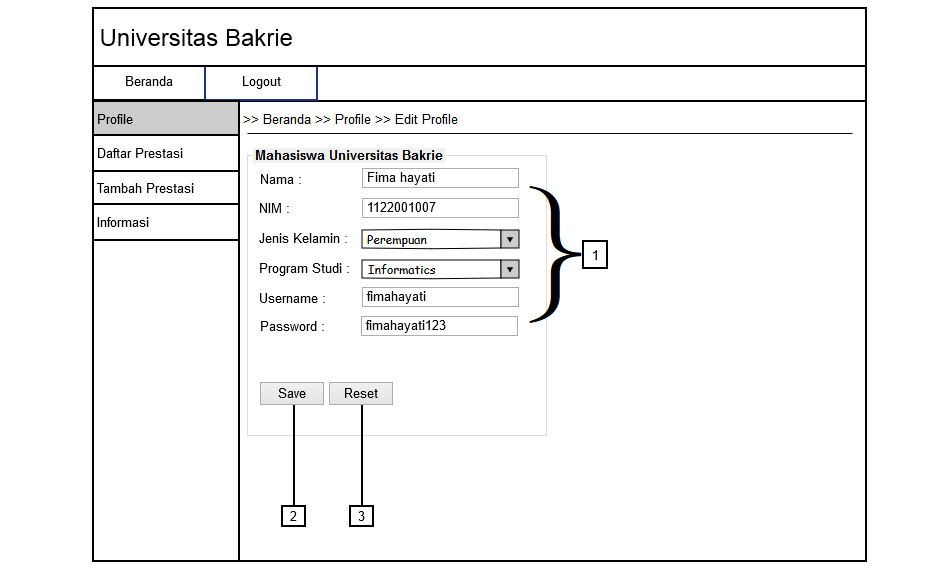 Universitas Bakrie
Beranda Logout
Profile
Daftar Prestasi
Tambah Prestasi
Informasi
>> Beranda >> Profile >> Edit Profile
Mahasiswa Universitas Bakrie
Nama : Fima hayati
NIM : 1122001007
Jenis Kelamin : Perempuan
Program Studi : Informatics
Username : fimahayati
Password : fimahayati123
1
Save Reset
2 3